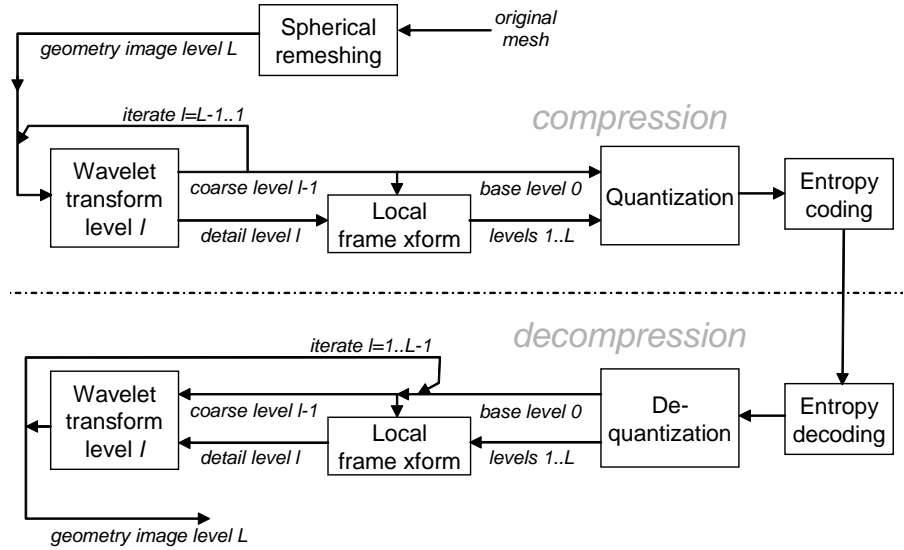 original
mesh
Spherical
remeshing
geometry image level L
iterate l=L-1..1
compression
Wavelet
transform
level l
coarse level l-1
detail level l
Local
frame xform
base level 0
levels 1..L
Quantization
Entropy
coding
decompression
iterate l=1..L-1
Wavelet
transform
level l
coarse level l-1
detail level l
Local
frame xform
base level 0
levels 1..L
De-
quantization
Entropy
decoding
geometry image level L